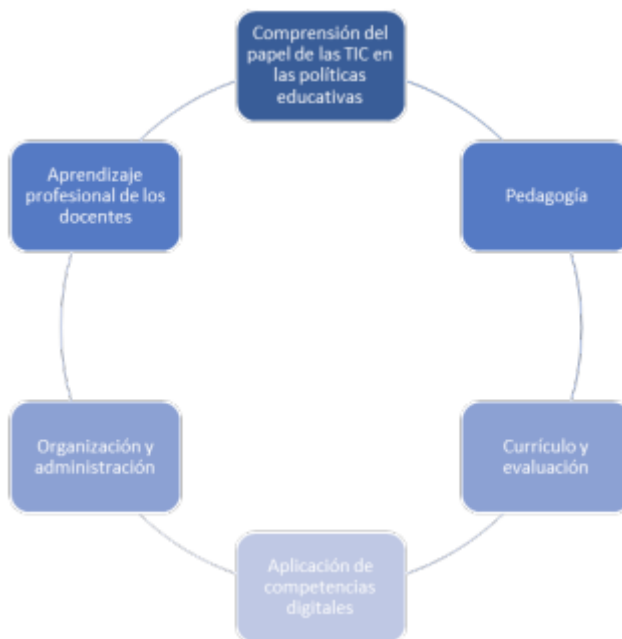 Comprensión del
papel de las TIC en
las políticas
educativas
Pedagogía
Currículo y
evaluación
Aplicación de
competencias
digitales
Organización y
administración
Aprendizaje
profesional de los
docentes